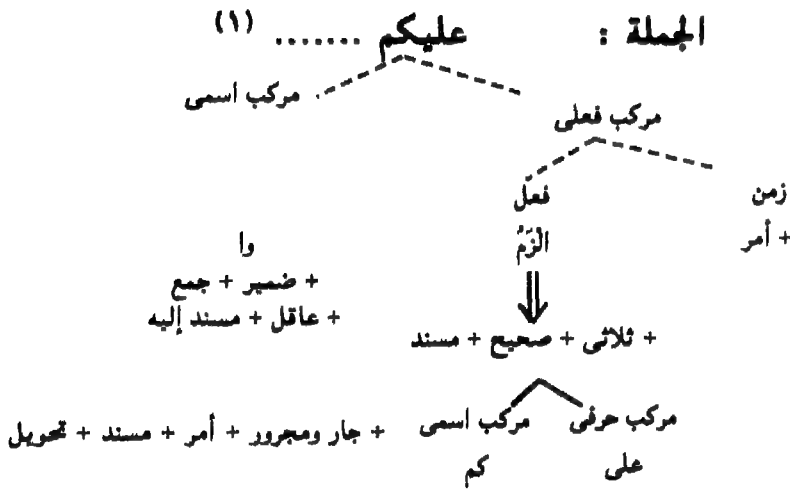 الجملة : عليكم ....... (١)
مركب فعلى مركب اسمى
زمن فعل
+ أمر الْزَمُ وا
+ ضمير + جمع
+ عاقل + مسند إليه
+ ثلاثى + صحيح + مسند
مركب حرفى مركب اسمى + جار ومجرور + أمر + مسند + تحويل
على كم